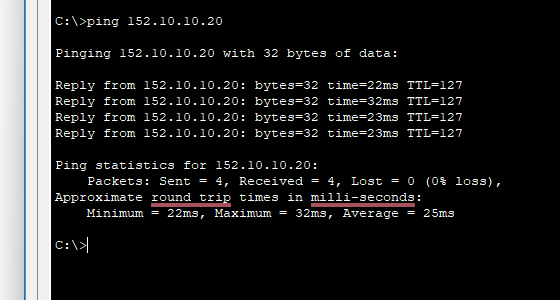 C:\>ping 152.10.10.20
Pinging 152.10.10.20 with 32 bytes of data:
Reply from 152.10.10.20: bytes=32 time=22ms TTL=127
Reply from 152.10.10.20: bytes=32 time=32ms TTL=127
Reply from 152.10.10.20: bytes=32 time=23ms TTL=127
Reply from 152.10.10.20: bytes=32 time=23ms TTL=127
Ping statistics for 152.10.10.20:
Packets: Sent = 4, Received = 4, Lost = 0 (0% loss),
Approximate round trip times in milli-seconds:
Minimum = 22ms, Maximum = 32ms, Average = 25ms
C:\>